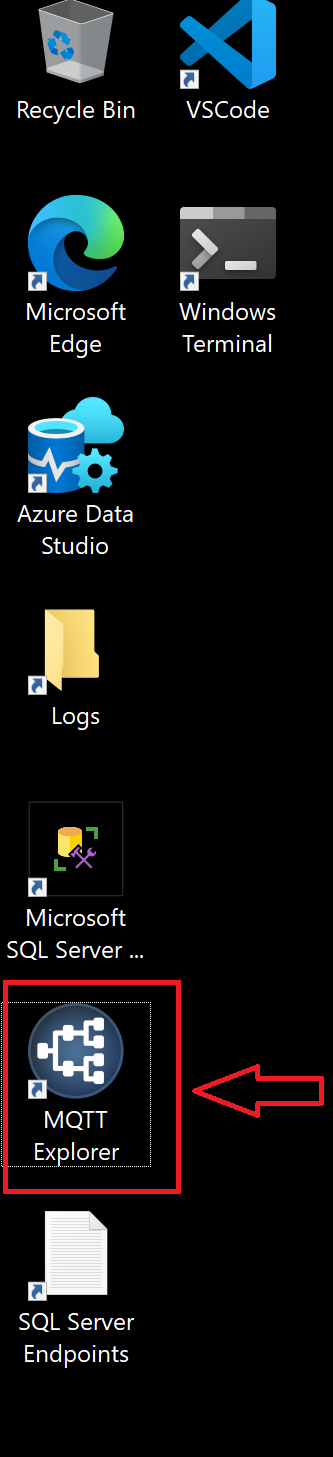 Recycle Bin
VSCode
Microsoft
Edge
Windows
Terminal
Azure Data
Studio
Logs
Microsoft
SQL Server ...
MQTT
Explorer
SQL Server
Endpoints